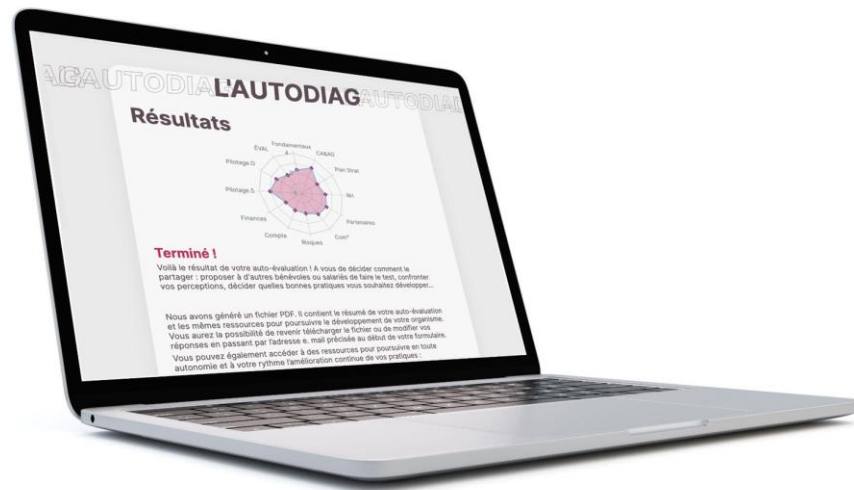 L'AUTODIAG
Résultats
Fondamentaux
ÉVAL
4
CA&AG
Pilotage O
Plan Strat
Pilotage S
RH
Finances
Partenaires
Compta
Com°
Risques
Terminé !
Voilà le résultat de votre auto-évaluation ! A vous de décider comment le
partager : proposer à d'autres bénévoles ou salariés de faire le test, confronter
vos perceptions, décider quelles bonnes pratiques vous souhaitez développer...
Nous avons généré un fichier PDF. Il contient le résumé de votre auto-évaluation
et les mêmes ressources pour poursuivre le développement de votre organisme.
Vous aurez la possibilité de revenir télécharger le fichier ou de modifier vos
réponses en passant par l'adresse e. mail précisée au début de votre formulaire.
Vous pouvez également accéder à des ressources pour poursuivre en toute
autonomie et à votre rythme l'amélioration continue de vos pratiques :